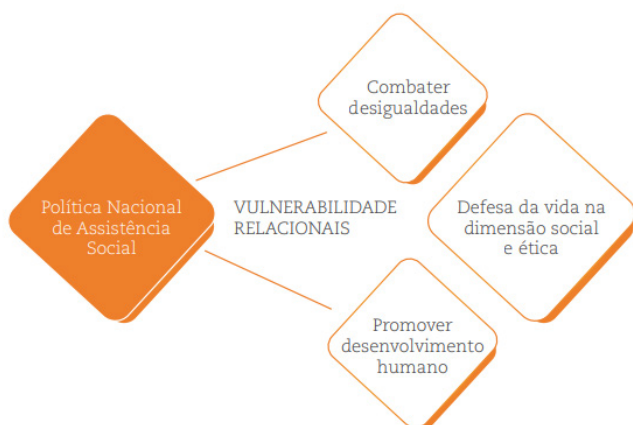 Combater
desigualdades
Política Nacional
de Assistência
Social
VULNERABILIDADE
RELACIONAIS
Defesa da vida na
dimensão social
e ética
Promover
desenvolvimento
humano